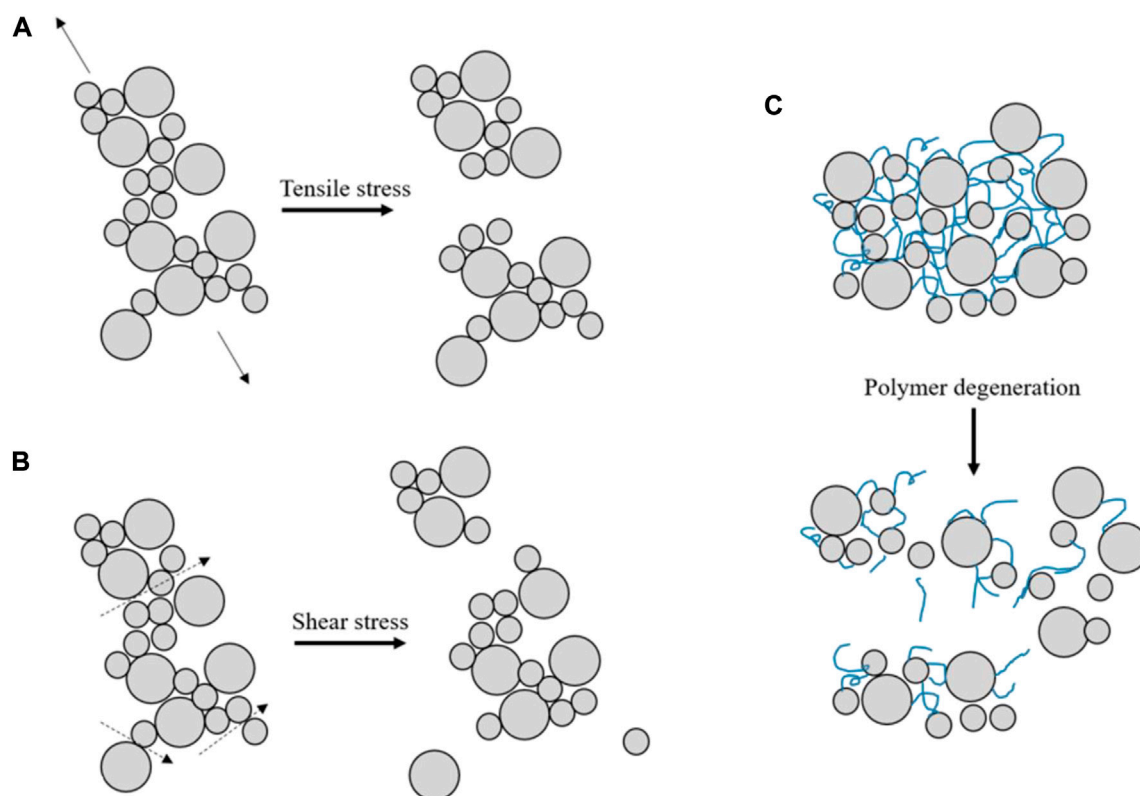 A
Tensile stress
B
Shear stress
C
Polymer degeneration